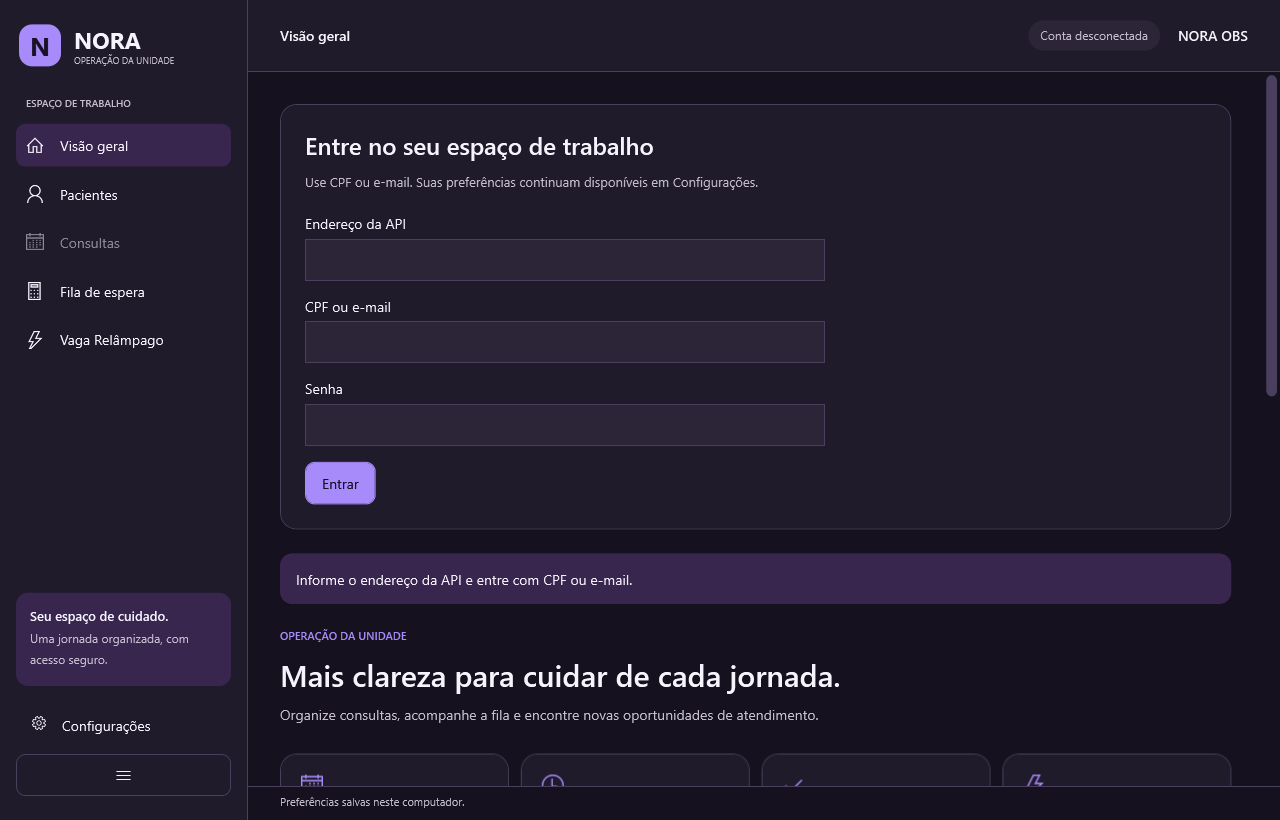 N
NORA
OPERAÇÃO DA UNIDADE
ESPAÇO DE TRABALHO
Visão geral
Pacientes
Consultas
Fila de espera
Vaga Relâmpago
Seu espaço de cuidado.
Uma jornada organizada, com
acesso seguro.
Configurações
Visão geral
Conta desconectada
NORA OBS
Entre no seu espaço de trabalho
Use CPF ou e-mail. Suas preferências continuam disponíveis em Configurações.
Endereço da API
CPF ou e-mail
Senha
Entrar
Informe o endereço da API e entre com CPF ou e-mail.
OPERAÇÃO DA UNIDADE
Mais clareza para cuidar de cada jornada.
Organize consultas, acompanhe a fila e encontre novas oportunidades de atendimento.
Preferências salvas neste computador.